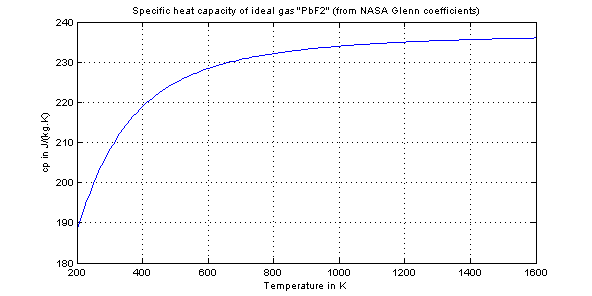 Specific heat capacity of ideal gas "PbF2" (from NASA Glenn coefficients)
240
230
220
210
200
190
180
cp in J/(kg.K)
200 400 600 800 1000 1200 1400 1600
Temperature in K